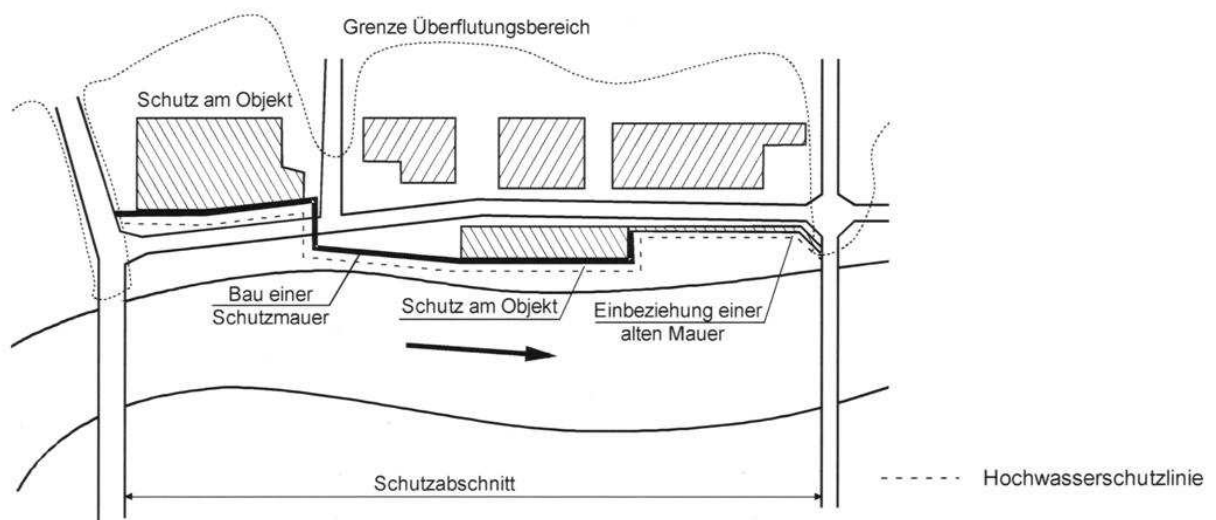 Grenze Überflutungsbereich
Schutz am Objekt
Bau einer
Schutzmauer
Schutz am Objekt
Einbeziehung einer
alten Mauer
Schutzabschnitt
Hochwasserschutzlinie